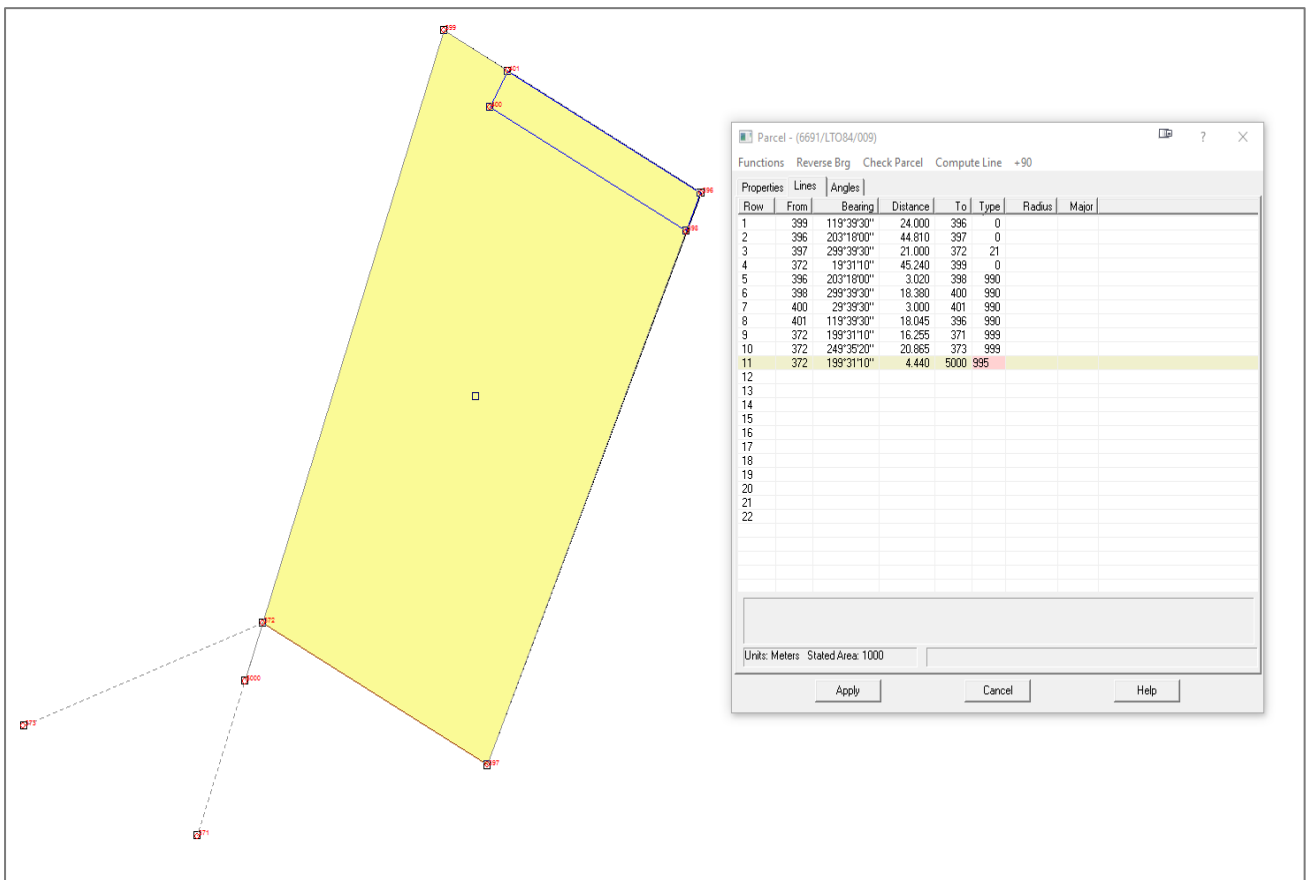 399
401
400
396
398
372
5000
373
397
371
Parcel - (6691/LTO84/009) ? ×
Functions Reverse Brg Check Parcel Compute Line +90
Properties Lines Angles
Row From Bearing Distance To Type Radius Major
1 399 119°39'30" 24.000 396 0
2 396 203°18'00" 44.810 397 0
3 397 299°39'30" 21.000 372 21
4 372 19°31'10" 45.240 399 0
5 396 203°18'00" 3.020 398 990
6 398 299°39'30" 18.380 400 990
7 400 29°39'30" 3.000 401 990
8 401 119°39'30" 18.045 396 990
9 372 199°31'10" 16.255 371 999
10 372 249°35'20" 20.865 373 999
11 372 199°31'10" 4.440 5000 995
12
13
14
15
16
17
18
19
20
21
22
Units: Meters Stated Area: 1000
Apply Cancel Help